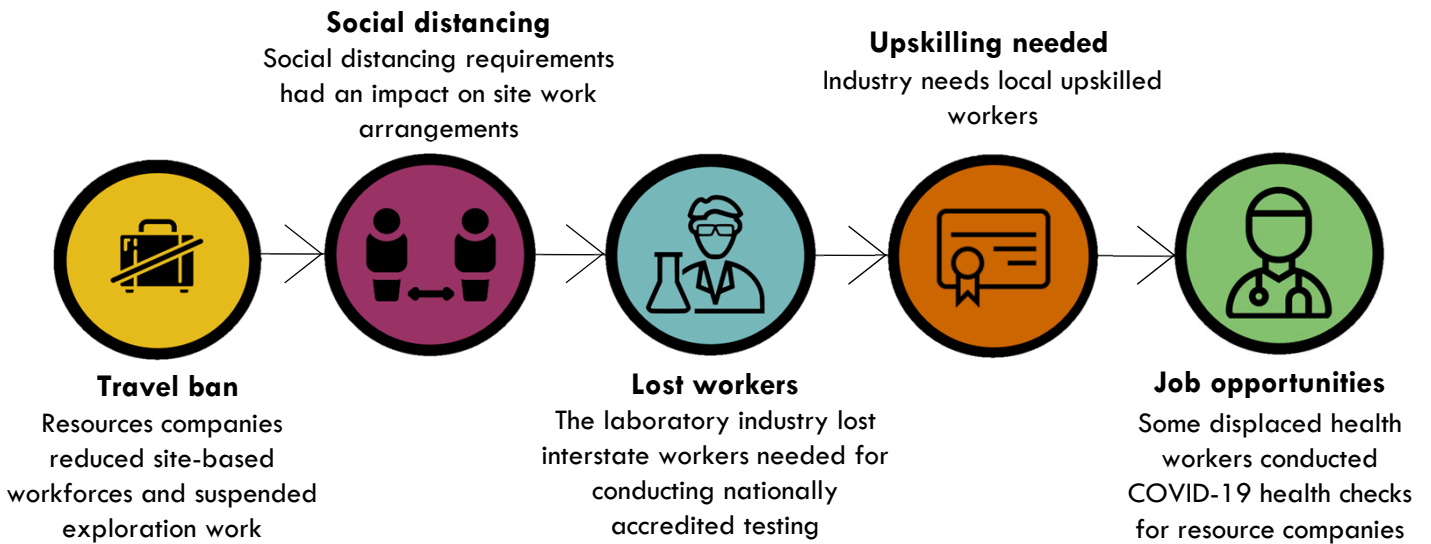 Social distancing
Social distancing requirements
had an impact on site work
arrangements
Upskilling needed
Industry needs local upskilled
workers
Travel ban
Resources companies
reduced site-based
workforces and suspended
exploration work
Lost workers
The laboratory industry lost
interstate workers needed for
conducting nationally
accredited testing
Job opportunities
Some displaced health
workers conducted
COVID-19 health checks
for resource companies